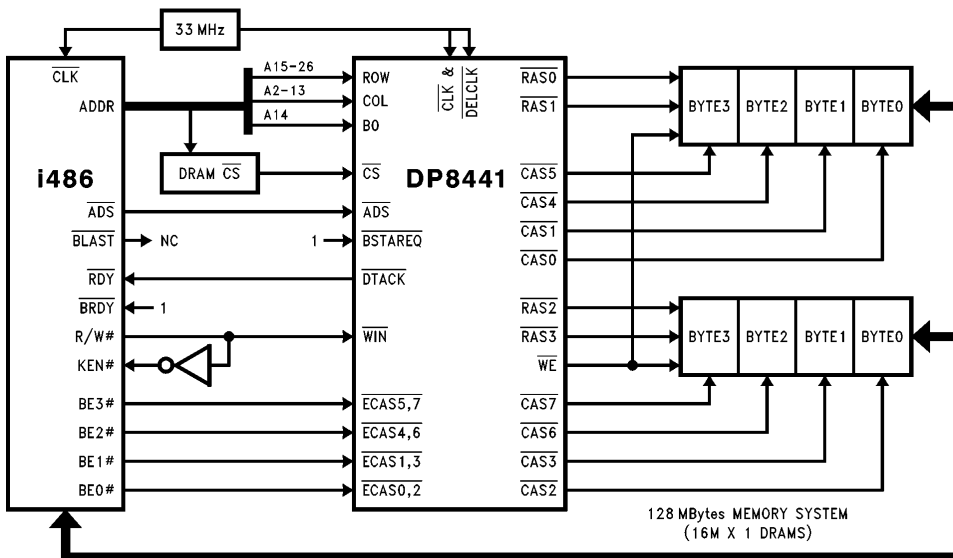 33 MHz
CLK
ADDR
i486
ADS
BLAST
RDY
BRDY
R/W#
KEN#
BE3#
BE2#
BE1#
BE0#
NC
1
A15-26
A2-13
A14
DRAM CS
1
ROW
COL
B0
CS
ADS
BSTAREQ
DTACK
WIN
ECAS5,7
ECAS4,6
ECAS1,3
ECAS0,2
CLK &
DELCLK
DP8441
RAS0
RAS1
CAS5
CAS4
CAS1
CAS0
RAS2
RAS3
WE
CAS7
CAS6
CAS3
CAS2
BYTE3 BYTE2 BYTE1 BYTE0
BYTE3 BYTE2 BYTE1 BYTE0
128 MBytes MEMORY SYSTEM
(16M X 1 DRAMS)